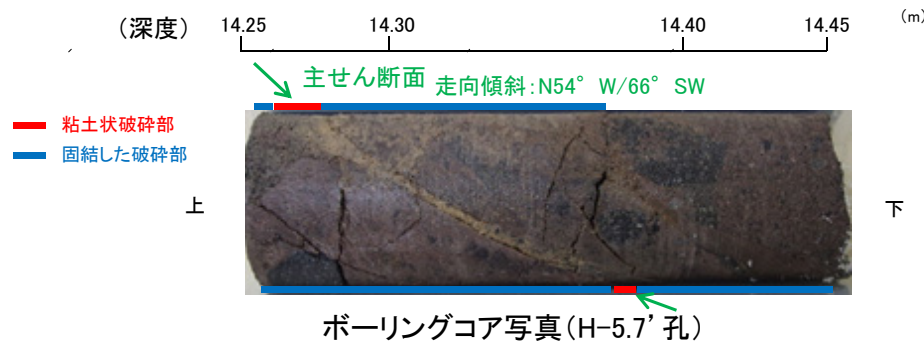 (深度) 14.25 14.30 14.40 14.45 (m)
主せん断面 走向傾斜:N54°W/66°SW
粘土状破砕部
固結した破砕部
上 下
ボーリングコア写真(H-5.7'孔)